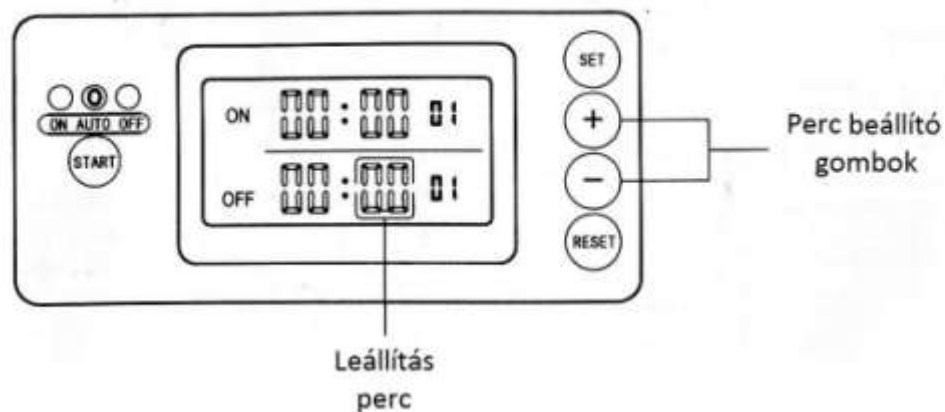 SET
ON 00:00 01
+
ON AUTO OFF
START
Perc beállító
gombok
OFF 00:00 01
−
RESET
Leállítás
perc